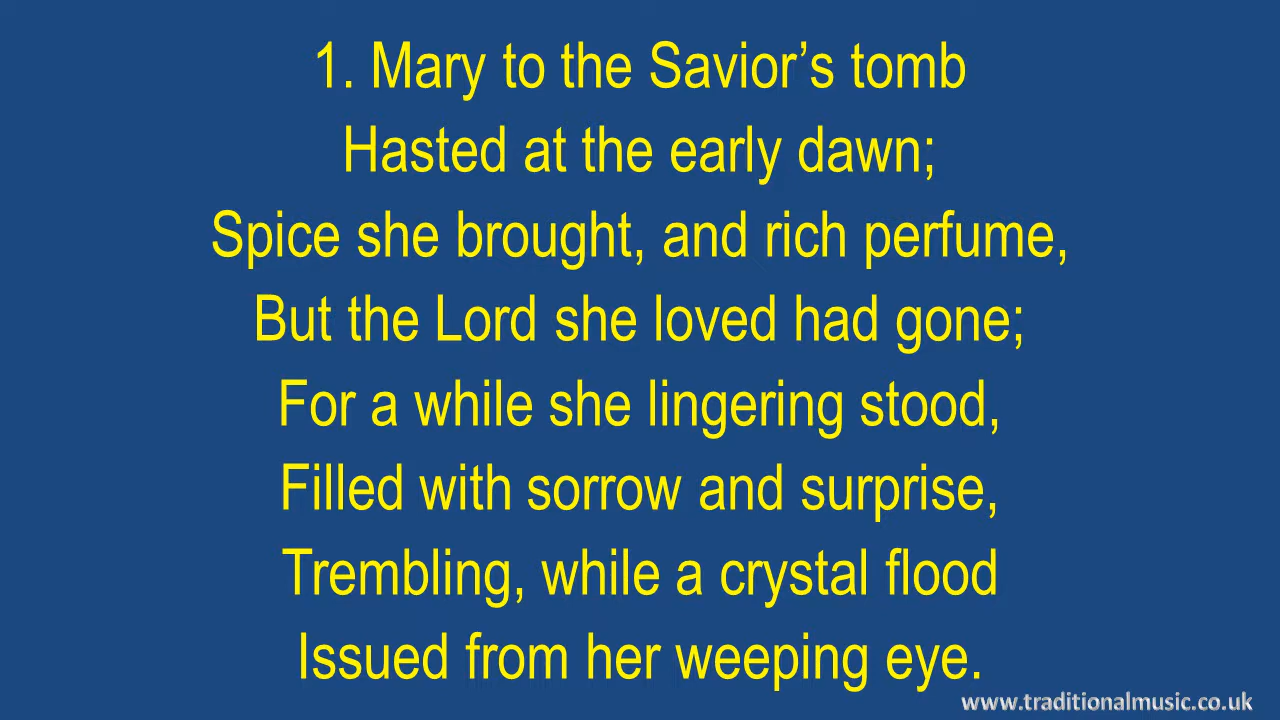 1. Mary to the Savior’s tomb
Hasted at the early dawn;
Spice she brought, and rich perfume,
But the Lord she loved had gone;
For a while she lingering stood,
Filled with sorrow and surprise,
Trembling, while a crystal flood
Issued from her weeping eye.
www.traditionalmusic.co.uk